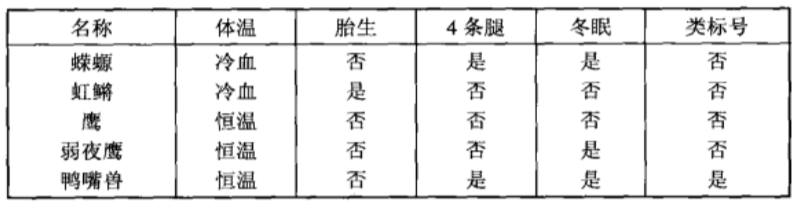 名称 体温 胎生 4条腿 冬眠 类标号
蝾螈 冷血 否 是 是 否
虹鳉 冷血 是 否 否 否
鹰 恒温 否 否 否 否
弱夜鹰 恒温 否 否 是 否
鸭嘴兽 恒温 否 是 是 是